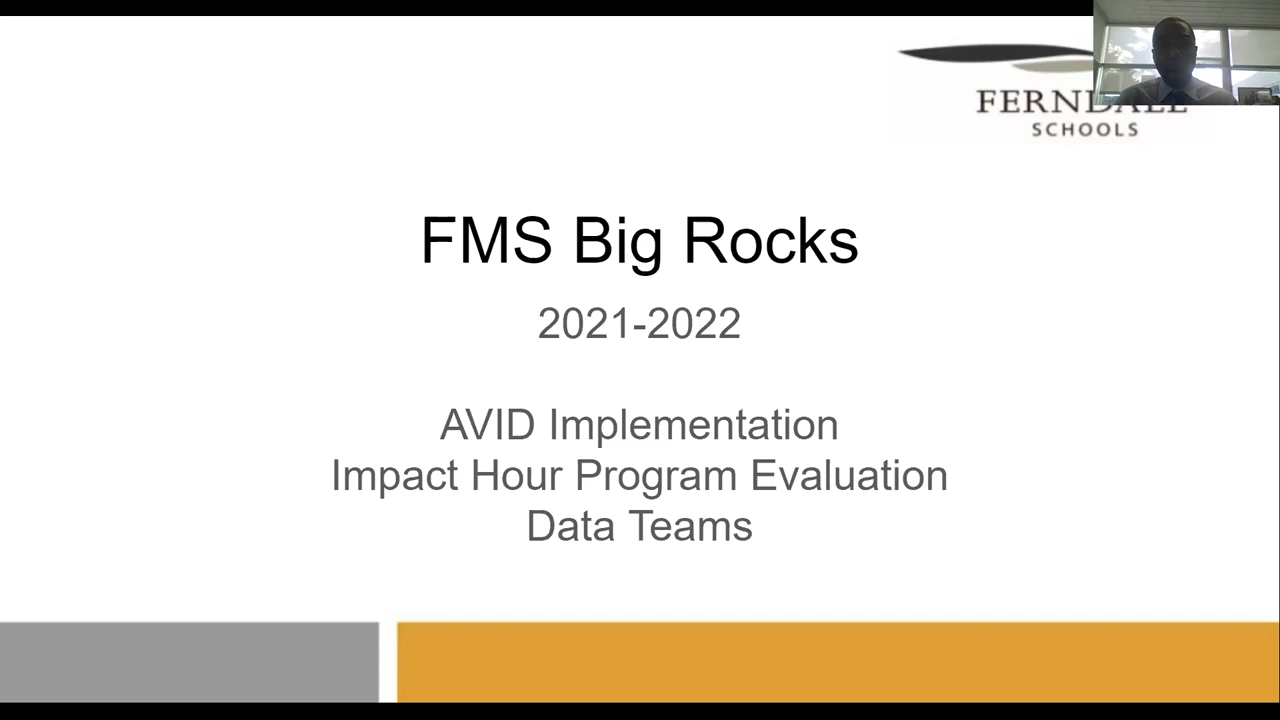 FERNDALE
SCHOOLS
FMS Big Rocks
2021-2022
AVID Implementation
Impact Hour Program Evaluation
Data Teams